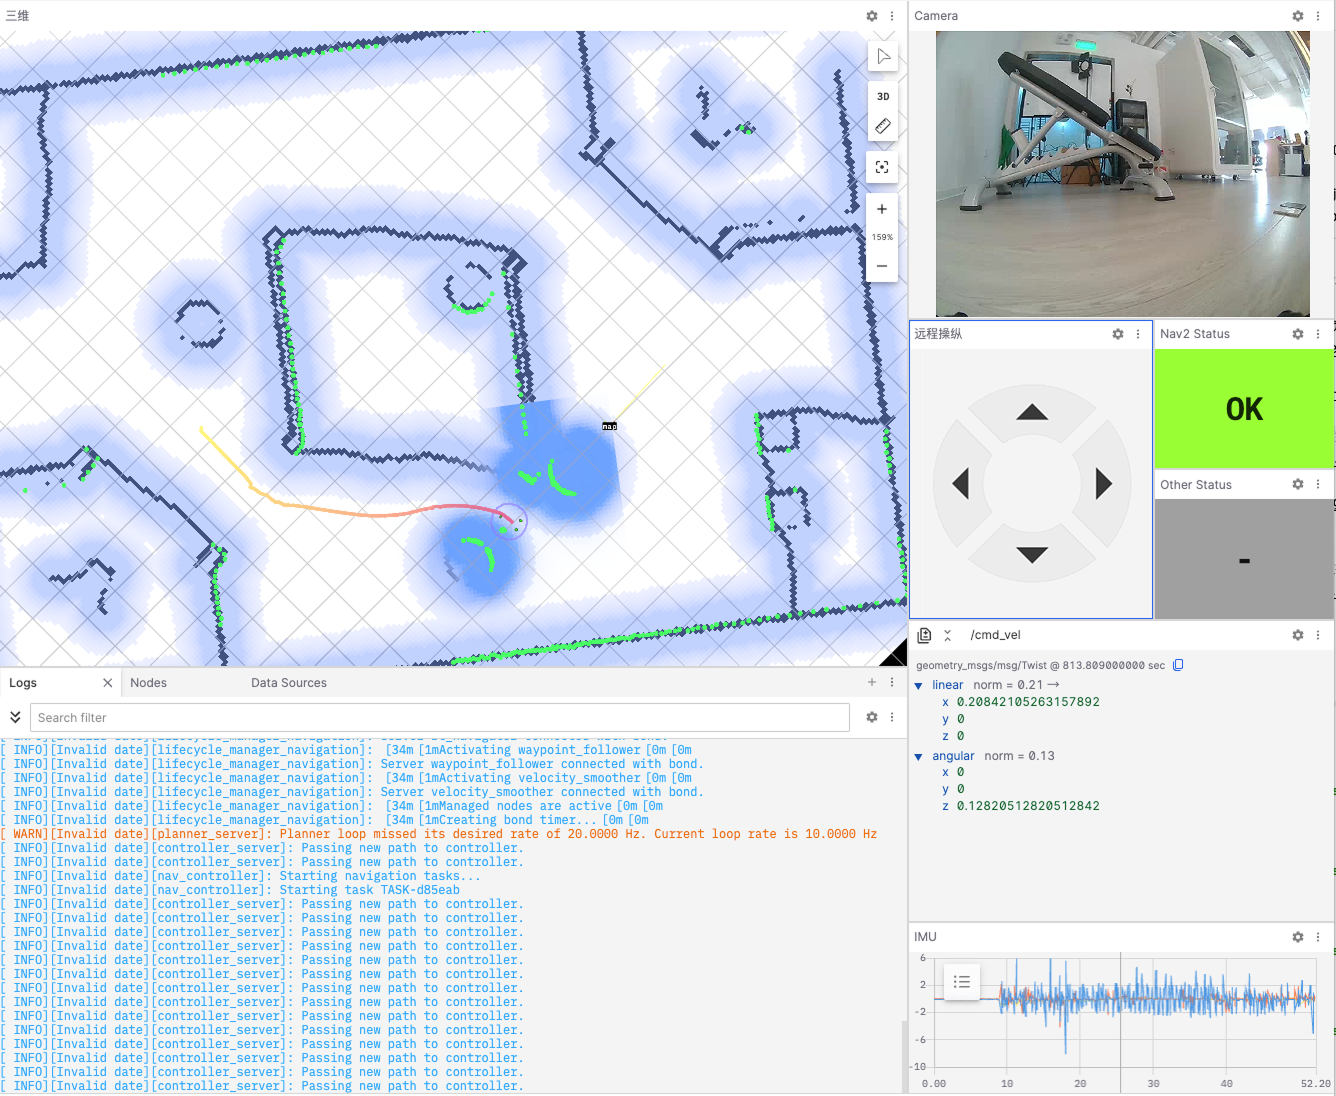 三维
3D
159%
map
Camera
远程操纵
Nav2 Status
OK
Other Status
-
/cmd_vel
geometry_msgs/msg/Twist @ 813.809000000 sec
linear norm = 0.21
x 0.20842105263157892
y 0
z 0
angular norm = 0.13
x 0
y 0
z 0.12820512820512842
IMU
6
2
-2
-6
-10
0.00 10 20 30 40 52.20
Logs Nodes Data Sources
Search filter
[ INFO][Invalid date][lifecycle_manager_navigation]: [34m [1mActivating waypoint_follower [0m [0m
[ INFO][Invalid date][lifecycle_manager_navigation]: Server waypoint_follower connected with bond.
[ INFO][Invalid date][lifecycle_manager_navigation]: [34m [1mActivating velocity_smoother [0m [0m
[ INFO][Invalid date][lifecycle_manager_navigation]: Server velocity_smoother connected with bond.
[ INFO][Invalid date][lifecycle_manager_navigation]: [34m [1mManaged nodes are active [0m [0m
[ INFO][Invalid date][lifecycle_manager_navigation]: [34m [1mCreating bond timer... [0m [0m
[ WARN][Invalid date][planner_server]: Planner loop missed its desired rate of 20.0000 Hz. Current loop rate is 10.0000 Hz
[ INFO][Invalid date][controller_server]: Passing new path to controller.
[ INFO][Invalid date][controller_server]: Passing new path to controller.
[ INFO][Invalid date][nav_controller]: Starting navigation tasks...
[ INFO][Invalid date][nav_controller]: Starting task TASK-d85eab
[ INFO][Invalid date][controller_server]: Passing new path to controller.
[ INFO][Invalid date][controller_server]: Passing new path to controller.
[ INFO][Invalid date][controller_server]: Passing new path to controller.
[ INFO][Invalid date][controller_server]: Passing new path to controller.
[ INFO][Invalid date][controller_server]: Passing new path to controller.
[ INFO][Invalid date][controller_server]: Passing new path to controller.
[ INFO][Invalid date][controller_server]: Passing new path to controller.
[ INFO][Invalid date][controller_server]: Passing new path to controller.
[ INFO][Invalid date][controller_server]: Passing new path to controller.
[ INFO][Invalid date][controller_server]: Passing new path to controller.
[ INFO][Invalid date][controller_server]: Passing new path to controller.
[ INFO][Invalid date][controller_server]: Passing new path to controller.
[ INFO][Invalid date][controller_server]: Passing new path to controller.
[ INFO][Invalid date][controller_server]: Passing new path to controller.